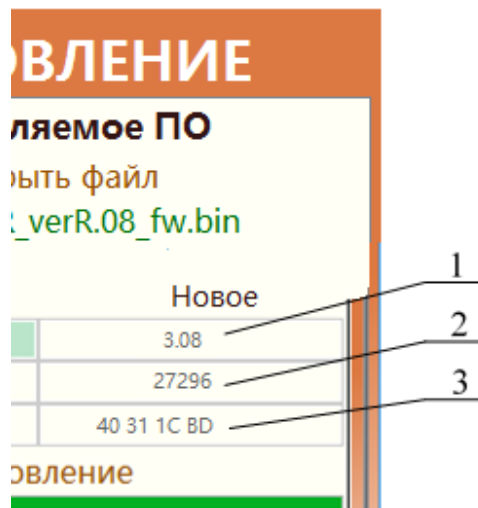 ВЛЕНИЕ
ляемое ПО
рыть файл
_verR.08_fw.bin
Новое
3.08
1
27296
2
40 31 1C BD
3
овление